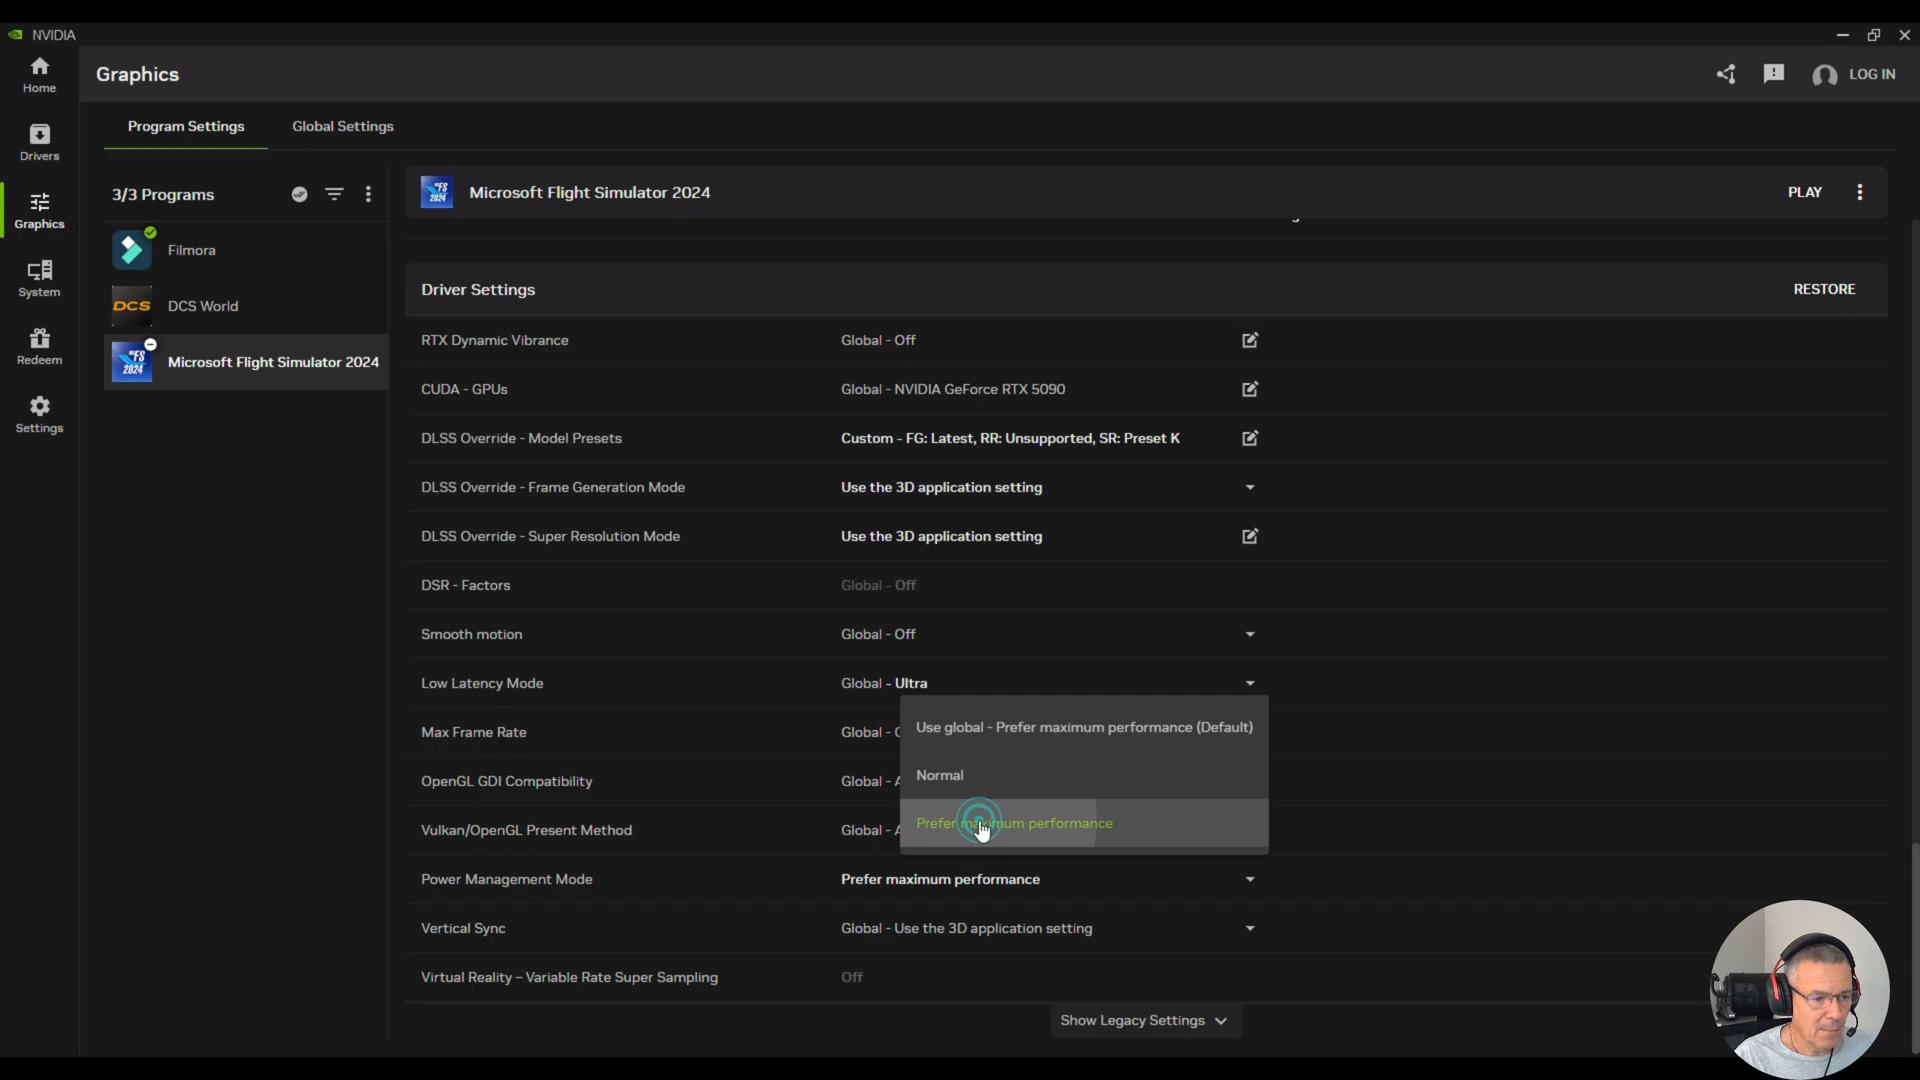 NVIDIA
Home
Drivers
Graphics
System
Redeem
Settings
Graphics
LOG IN
Program Settings
Global Settings
3/3 Programs
Filmora
DCS
DCS World
FS
2024
Microsoft Flight Simulator 2024
FS
2024
Microsoft Flight Simulator 2024
PLAY
Driver Settings
RESTORE
RTX Dynamic Vibrance
Global - Off
CUDA - GPUs
Global - NVIDIA GeForce RTX 5090
DLSS Override - Model Presets
Custom - FG: Latest, RR: Unsupported, SR: Preset K
DLSS Override - Frame Generation Mode
Use the 3D application setting
DLSS Override - Super Resolution Mode
Use the 3D application setting
DSR - Factors
Global - Off
Smooth motion
Global - Off
Low Latency Mode
Global - Ultra
Max Frame Rate
Global -
OpenGL GDI Compatibility
Global -
Vulkan/OpenGL Present Method
Global -
Use global - Prefer maximum performance (Default)
Normal
Prefer maximum performance
Power Management Mode
Prefer maximum performance
Vertical Sync
Global - Use the 3D application setting
Virtual Reality – Variable Rate Super Sampling
Off
Show Legacy Settings